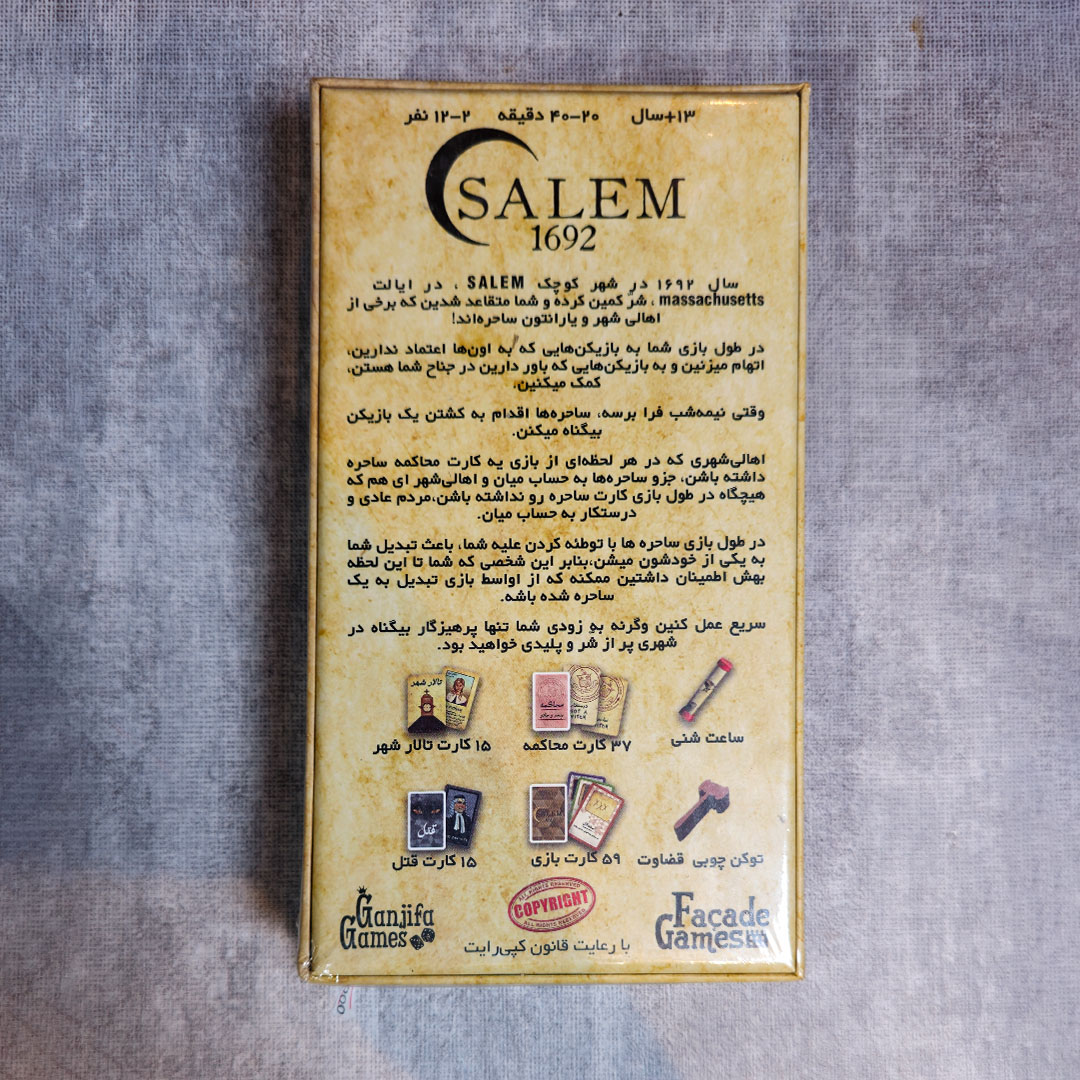 ۱۳+سال ۲۰-۴۰ دقیقه ۲-۱۲ نفر
SALEM
1692
سال ۱۶۹۲ در شهر کوچک SALEM ، در ایالت
massachusetts ، شرّ کمین کرده و شما متقاعد شدین که برخی از
اهالی شهر و یارانتون ساحره‌اند!
در طول بازی شما به بازیکن‌هایی که به اون‌ها اعتماد ندارین،
اتهام میزنین و به بازیکن‌هایی که باور دارین در جناح شما هستن،
کمک میکنین.
وقتی نیمه‌شب فرا برسه، ساحره‌ها اقدام به کشتن یک بازیکن
بیگناه میکنن.
اهالی‌شهری که در هر لحظه‌ای از بازی یه کارت محاکمه ساحره
داشته باشن، جزو ساحره‌ها به حساب میان و اهالی‌شهر ای هم که
هیچگاه در طول بازی کارت ساحره رو نداشته باشن،مردم عادی و
درستکار به حساب میان.
در طول بازی ساحره ها با توطئه کردن علیه شما، باعث تبدیل شما
به یکی از خودشون میشن،بنابر این شخصی که شما تا این لحظه
بهش اطمینان داشتین ممکنه که از اواسط بازی تبدیل به یک
ساحره شده باشه.
سریع عمل کنین وگرنه به زودی شما تنها پرهیزگار بیگناه در
شهری پر از شر و پلیدی خواهید بود.
تالار شهر
محاکمه
ساعت شنی
۳۷ کارت محاکمه
۱۵ کارت تالار شهر
قتل
توکن چوبی قضاوت
۵۹ کارت بازی
۱۵ کارت قتل
Ganjifa
Games
ALL RIGHTS RESERVED
COPYRIGHT
ALL RIGHTS RESERVED
Façade
Games
با رعایت قانون کپی‌رایت